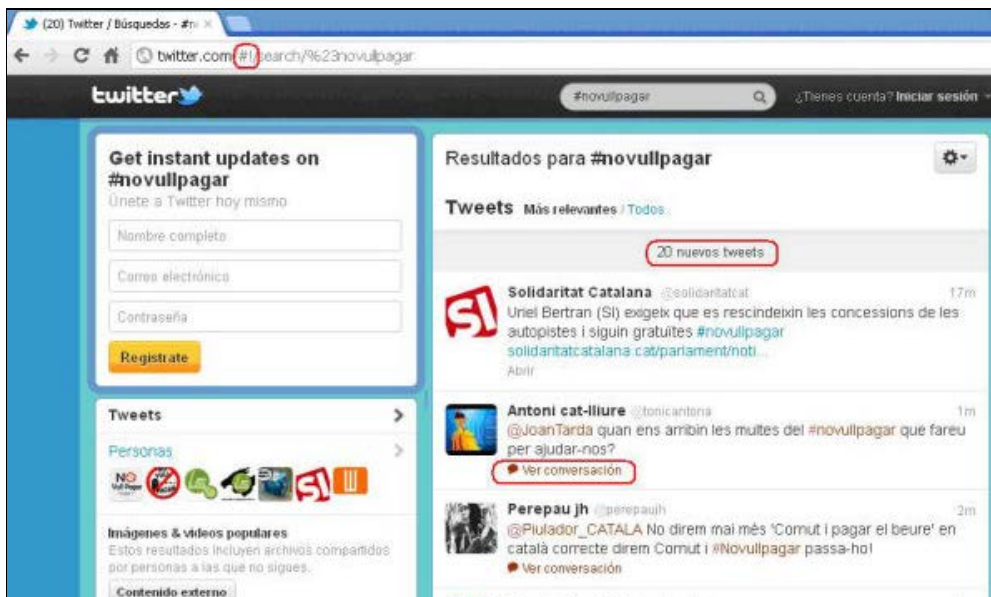 (20) Twitter / Búsquedas - #n
twitter.com/#!/search/%23novullpagar
twitter
#novullpagar
¿Tienes cuenta? Iniciar sesión
Get instant updates on
#novullpagar
Únete a Twitter hoy mismo
Nombre completo
Correo electrónico
Contraseña
Regístrate
Tweets
Personas
Imágenes & videos populares
Estos resultados incluyen archivos compartidos
por personas a las que no sigues.
Contenido externo
Resultados para #novullpagar
Tweets Más relevantes / Todos
20 nuevos tweets
Solidaritat Catalana @solidaritatcat 17m
Uriel Bertran (SI) exigeix que es rescindeixin les concessions de les
autopistes i siguin gratuïtes #novullpagar
solidaritatcatalana.cat/parlament/noti...
Abrir
Antoni cat-lliure @tonicantona 1m
@JoanTarda quan ens arribin les multes del #novullpagar que fareu
per ajudar-nos?
Ver conversación
Perepau jh @perepaujh 2m
@Piulador_CATALA No direm mai més 'Cornut i pagar el beure' en
català correcte direm Cornut i #Novullpagar passa-ho!
Ver conversación